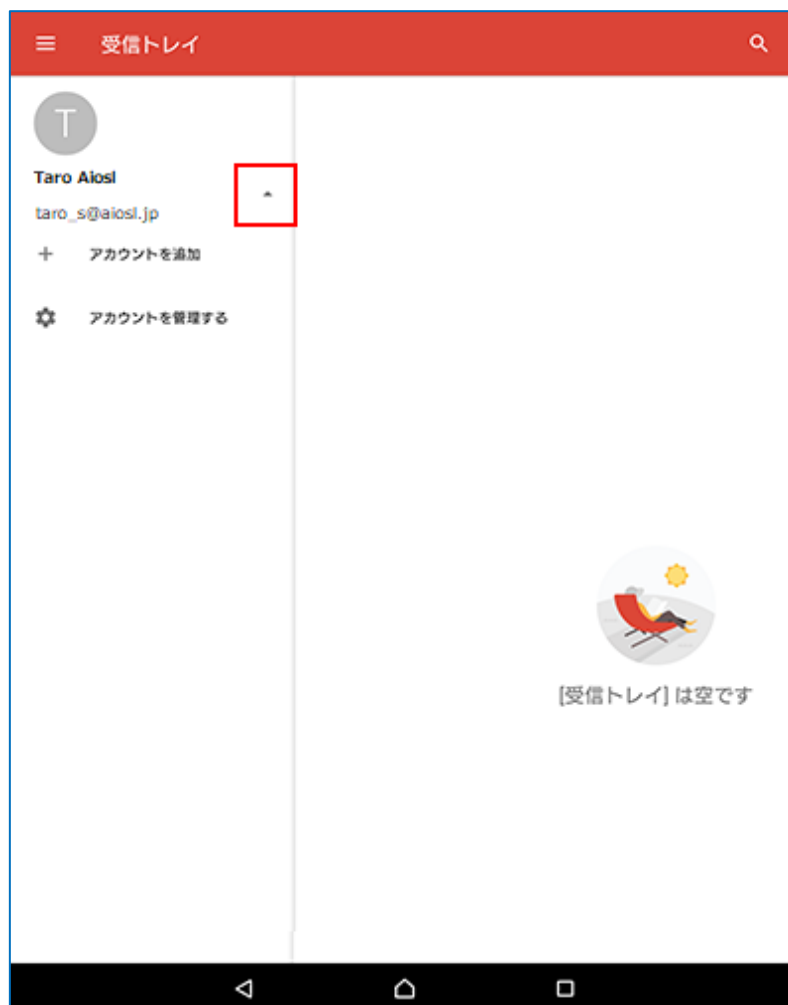 受信トレイ
T
Taro Aiosl
taro_s@aiosl.jp
アカウントを追加
アカウントを管理する
[受信トレイ] は空です